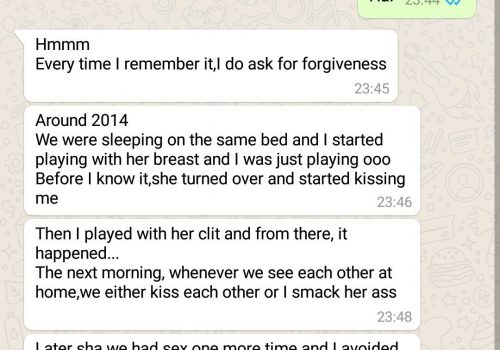 23:44
Hmmm
Every time I remember it,I do ask for forgiveness
23:45
Around 2014
We were sleeping on the same bed and I started
playing with her breast and I was just playing ooo
Before I know it,she turned over and started kissing
me
23:46
Then I played with her clit and from there, it
happened...
The next morning, whenever we see each other at
home,we either kiss each other or I smack her ass
23:48
Later sha we had sex one more time and I avoided